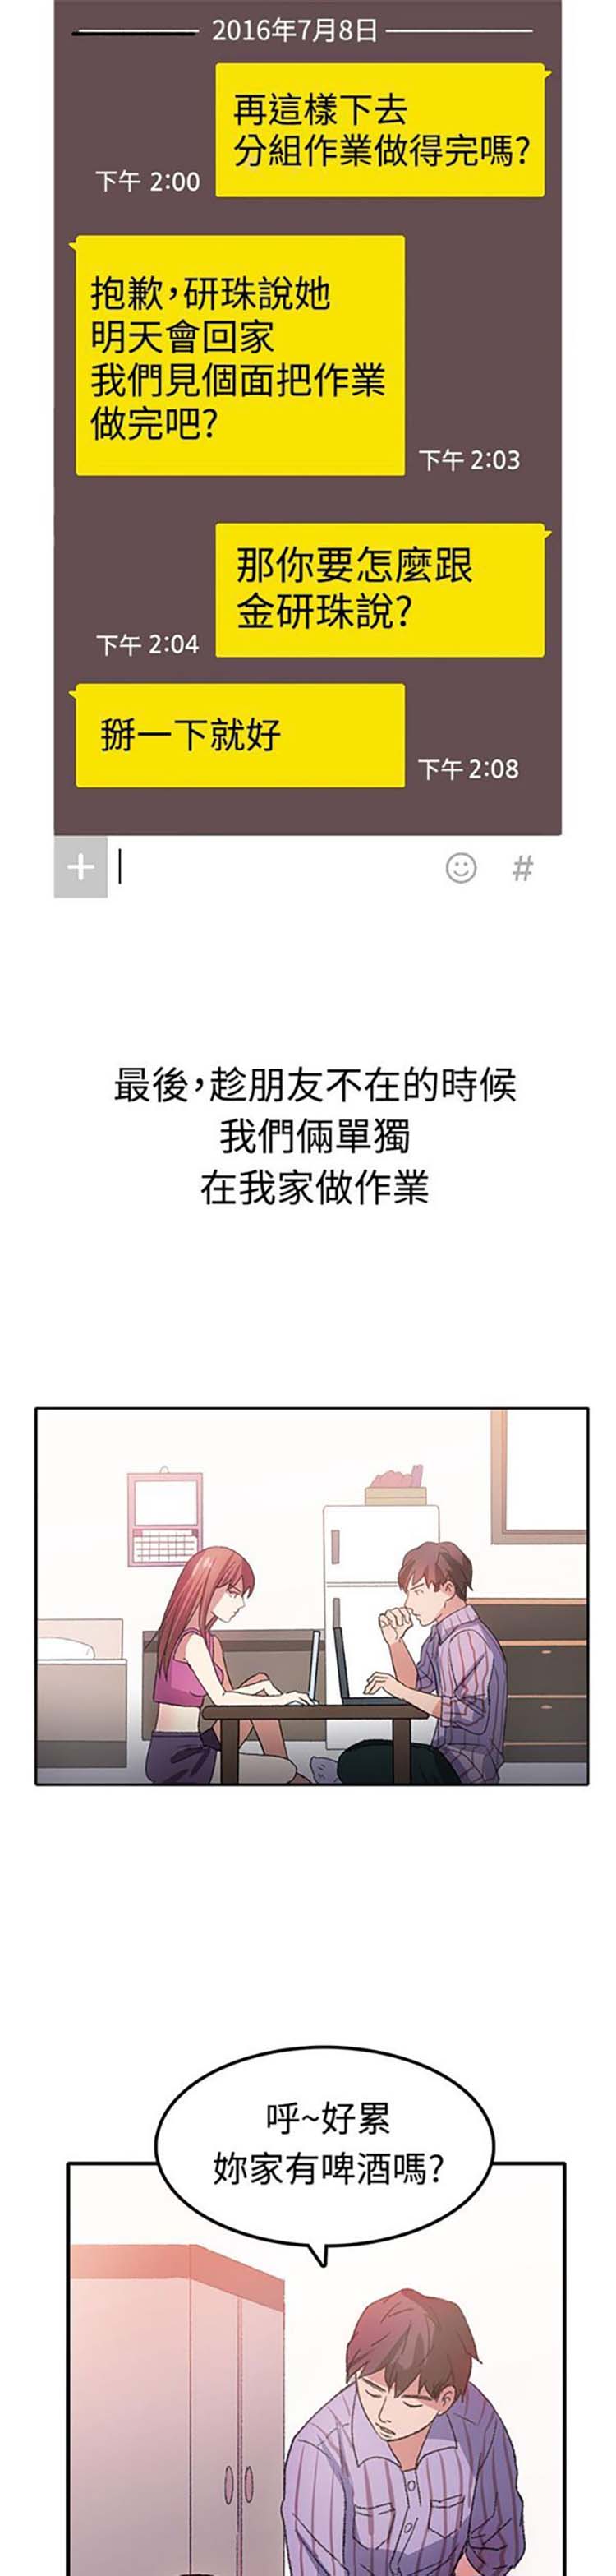 2016年7月8日
再這樣下去
分組作業做得完嗎?
下午 2:00
抱歉,研珠說她
明天會回家
我們見個面把作業
做完吧?
下午 2:03
那你要怎麼跟
金研珠說?
下午 2:04
掰一下就好
下午 2:08
+
#
最後,趁朋友不在的時候
我們倆單獨
在我家做作業
呼~好累
妳家有啤酒嗎?